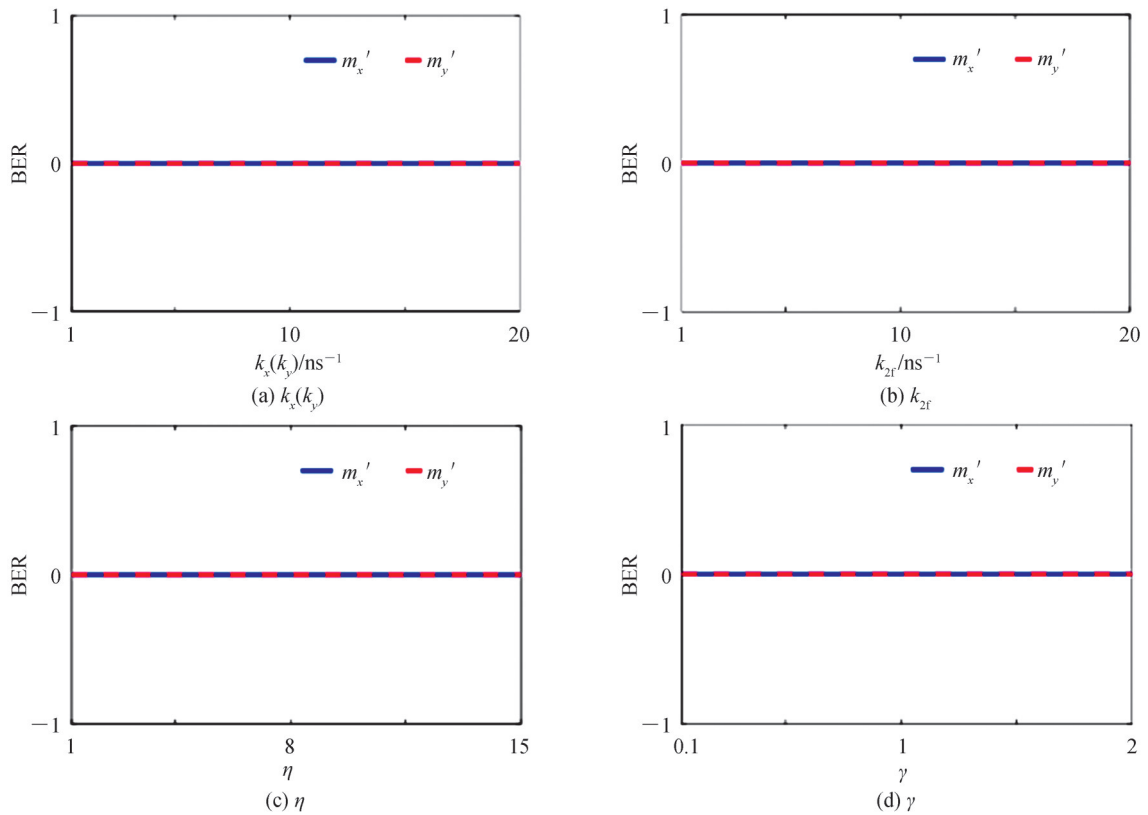 1
m_x′ m_y′
BER
0
−1
1 10 20
k_x(k_y)/ns⁻¹
(a) k_x(k_y)
1
m_x′ m_y′
BER
0
−1
1 10 20
k_2f/ns⁻¹
(b) k_2f
1
m_x′ m_y′
BER
0
−1
1 8 15
η
(c) η
1
m_x′ m_y′
BER
0
−1
0.1 1 2
γ
(d) γ